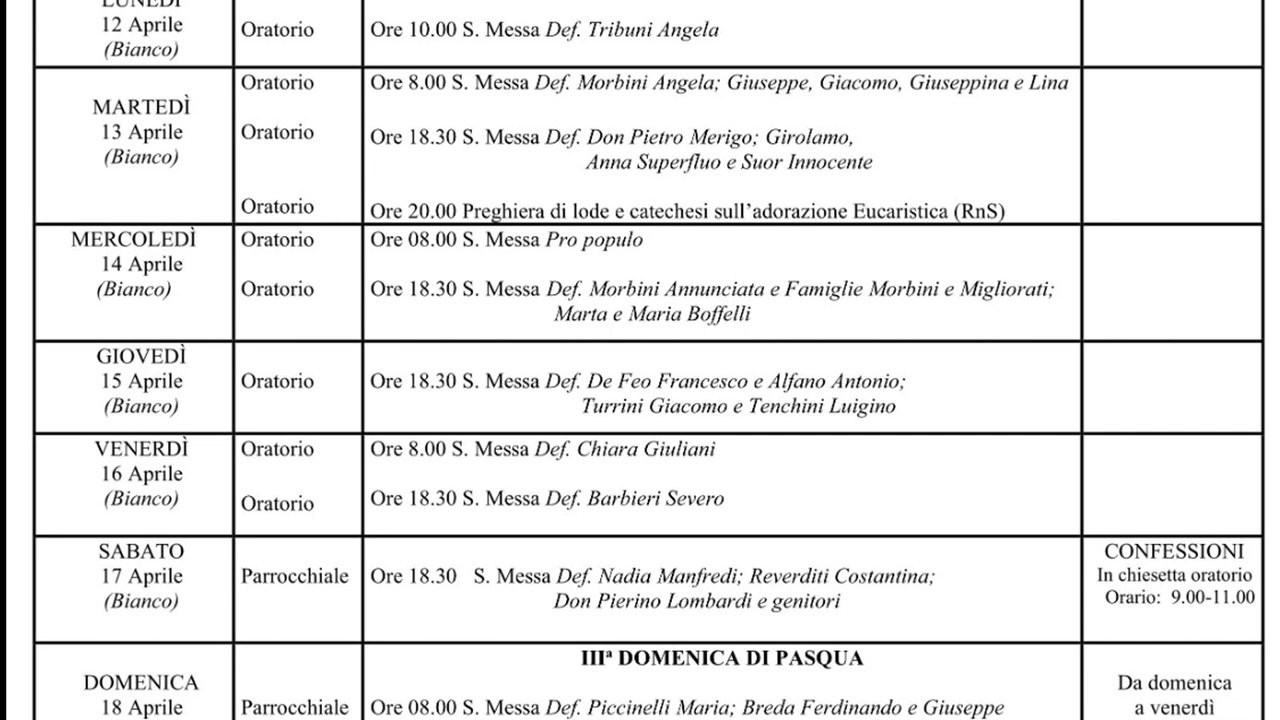 LUNEDÌ
12 Aprile
(Bianco)
Oratorio
Ore 10.00 S. Messa Def. Tribuni Angela
MARTEDÌ
13 Aprile
(Bianco)
Oratorio
Ore 8.00 S. Messa Def. Morbini Angela; Giuseppe, Giacomo, Giuseppina e Lina
Oratorio
Ore 18.30 S. Messa Def. Don Pietro Merigo; Girolamo,
Anna Superfluo e Suor Innocente
Oratorio
Ore 20.00 Preghiera di lode e catechesi sull’adorazione Eucaristica (RnS)
MERCOLEDÌ
14 Aprile
(Bianco)
Oratorio
Ore 08.00 S. Messa Pro populo
Oratorio
Ore 18.30 S. Messa Def. Morbini Annunciata e Famiglie Morbini e Migliorati;
Marta e Maria Boffelli
GIOVEDÌ
15 Aprile
(Bianco)
Oratorio
Ore 18.30 S. Messa Def. De Feo Francesco e Alfano Antonio;
Turrini Giacomo e Tenchini Luigino
VENERDÌ
16 Aprile
(Bianco)
Oratorio
Ore 8.00 S. Messa Def. Chiara Giuliani
Oratorio
Ore 18.30 S. Messa Def. Barbieri Severo
SABATO
17 Aprile
(Bianco)
Parrocchiale
Ore 18.30 S. Messa Def. Nadia Manfredi; Reverditi Costantina;
Don Pierino Lombardi e genitori
CONFESSIONI
In chiesetta oratorio
Orario: 9.00-11.00
DOMENICA
18 Aprile
Parrocchiale
IIIª DOMENICA DI PASQUA
Ore 08.00 S. Messa Def. Piccinelli Maria; Breda Ferdinando e Giuseppe
Da domenica
a venerdì